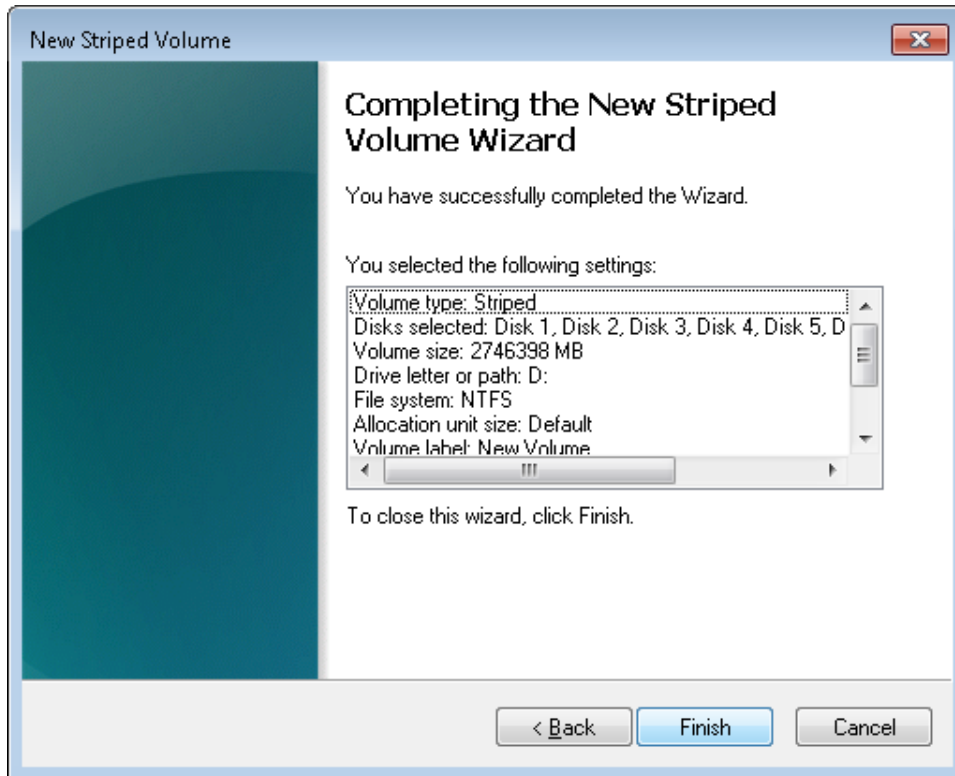 New Striped Volume
Completing the New Striped
Volume Wizard
You have successfully completed the Wizard.
You selected the following settings:
Volume type: Striped
Disks selected: Disk 1, Disk 2, Disk 3, Disk 4, Disk 5, D
Volume size: 2746398 MB
Drive letter or path: D:
File system: NTFS
Allocation unit size: Default
Volume label: New Volume
To close this wizard, click Finish.
< Back Finish Cancel